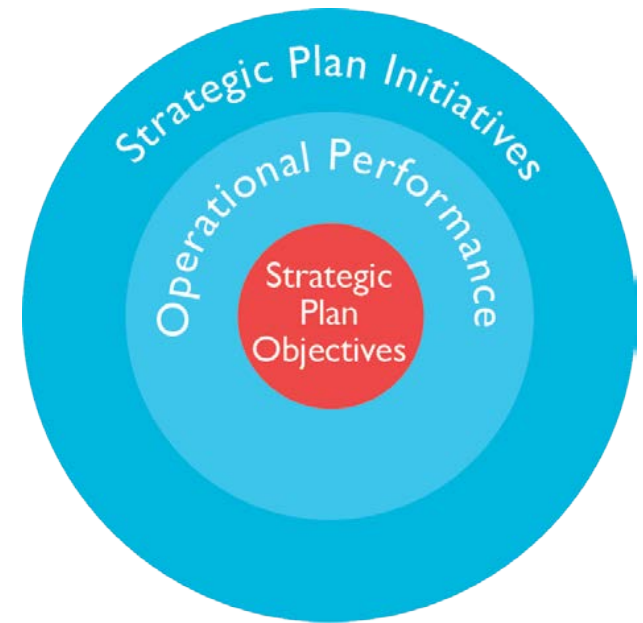 Strategic Plan Initiatives
Operational Performance
Strategic
Plan
Objectives